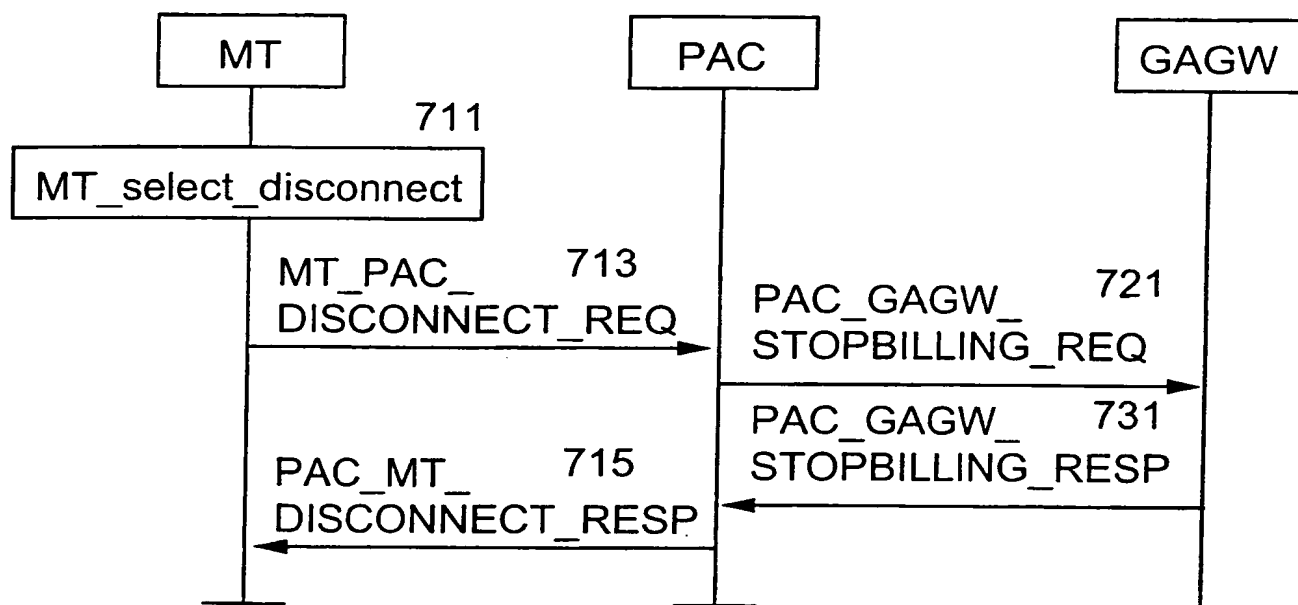 MT
PAC
GAGW
711
MT_select_disconnect
MT_PAC_ 713
DISCONNECT_REQ
PAC_GAGW_ 721
STOPBILLING_REQ
PAC_GAGW_ 731
STOPBILLING_RESP
PAC_MT_ 715
DISCONNECT_RESP